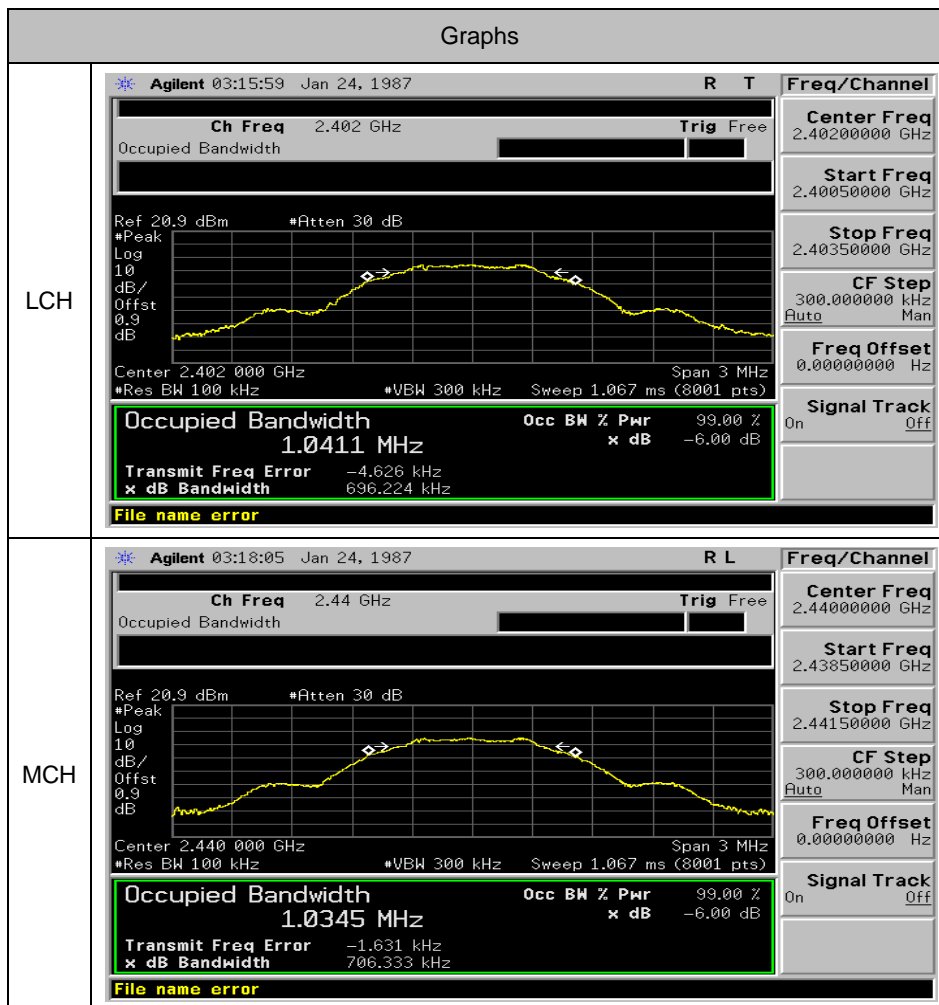 Graphs
LCH
Agilent 03:15:59 Jan 24, 1987 R T
Ch Freq 2.402 GHz Trig Free
Occupied Bandwidth
Ref 20.9 dBm #Atten 30 dB
#Peak
Log
10
dB/
Offst
0.9
dB
Center 2.402 000 GHz Span 3 MHz
#Res BW 100 kHz #VBW 300 kHz Sweep 1.067 ms (8001 pts)
Occupied Bandwidth Occ BW % Pwr 99.00 %
1.0411 MHz x dB -6.00 dB
Transmit Freq Error -4.626 kHz
x dB Bandwidth 696.224 kHz
File name error
Freq/Channel
Center Freq
2.40200000 GHz
Start Freq
2.40050000 GHz
Stop Freq
2.40350000 GHz
CF Step
300.000000 kHz
Auto Man
Freq Offset
0.00000000 Hz
Signal Track
On Off
MCH
Agilent 03:18:05 Jan 24, 1987 R L
Ch Freq 2.44 GHz Trig Free
Occupied Bandwidth
Ref 20.9 dBm #Atten 30 dB
#Peak
Log
10
dB/
Offst
0.9
dB
Center 2.440 000 GHz Span 3 MHz
#Res BW 100 kHz #VBW 300 kHz Sweep 1.067 ms (8001 pts)
Occupied Bandwidth Occ BW % Pwr 99.00 %
1.0345 MHz x dB -6.00 dB
Transmit Freq Error -1.631 kHz
x dB Bandwidth 706.333 kHz
File name error
Freq/Channel
Center Freq
2.44000000 GHz
Start Freq
2.43850000 GHz
Stop Freq
2.44150000 GHz
CF Step
300.000000 kHz
Auto Man
Freq Offset
0.00000000 Hz
Signal Track
On Off